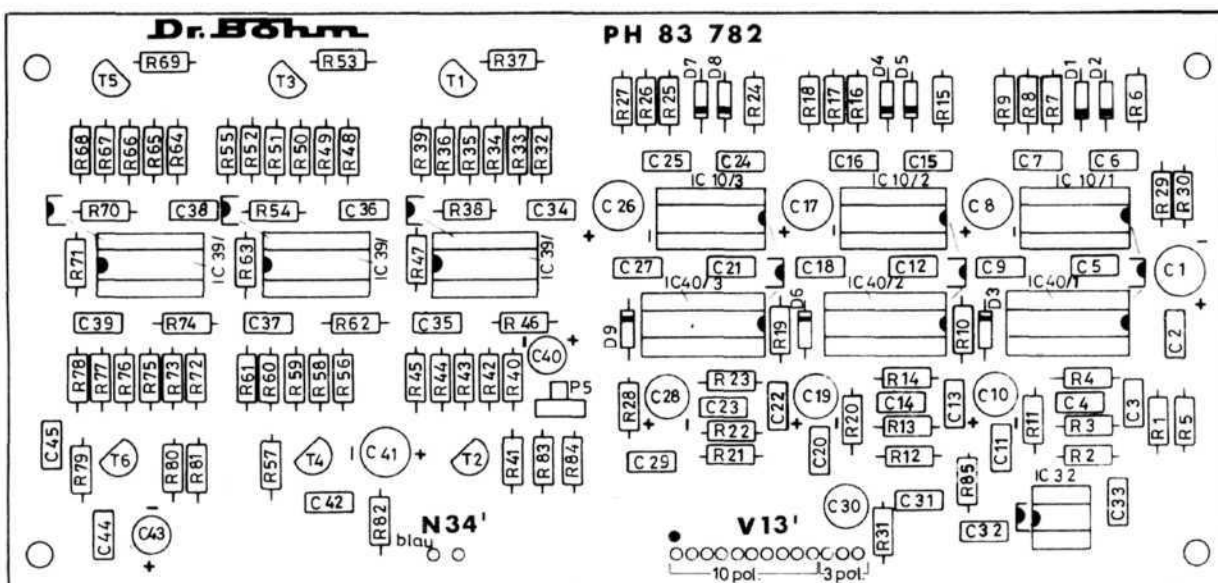 Dr. Böhm PH 83 782
R69 R53 R37 D7 D8 D4 D5 D1 D2
T5 T3 T1 R27 R26 R25 R24 R18 R17 R16 R15 R9 R8 R7 R6
R68 R67 R66 R65 R64 R55 R52 R51 R50 R49 R48 R39 R36 R35 R34 R33 R32
C25 C24 C16 C15 C7 C6
IC 10/3 IC 10/2 IC 10/1 R29 R30
R70 C38 R54 C36 R38 C34 + C26 - + C17 - + C8 -
R71 IC 39/ R63 IC 39/ R47 IC 39/ C27 C21 C18 C12 C9 C5 - C1 +
IC40/3 IC40/2 IC40/1
C39 R74 C37 R62 C35 R46 D9 R19 D6 R10 D3 C2
- C40 +
R78 R77 R76 R75 R73 R72 R61 R60 R59 R58 R56 R45 R44 R43 R42 R40 P5
R23 R14 R4
R28 + C28 - C23 C22 + C19 - R20 C14 C13 + C10 - R11 C4 C3 R1 R5
R22 R13 R3
C45 R79 T6 R80 R81 R57 T4 - C41 + T2 R41 R83 R84
C29 R21 C20 R12 C11 R2
R85 IC 32
C44 - C43 + C42 R82 C30 C31 R31 C32 C33
N34' V13'
blau
10 pol. 3 pol.